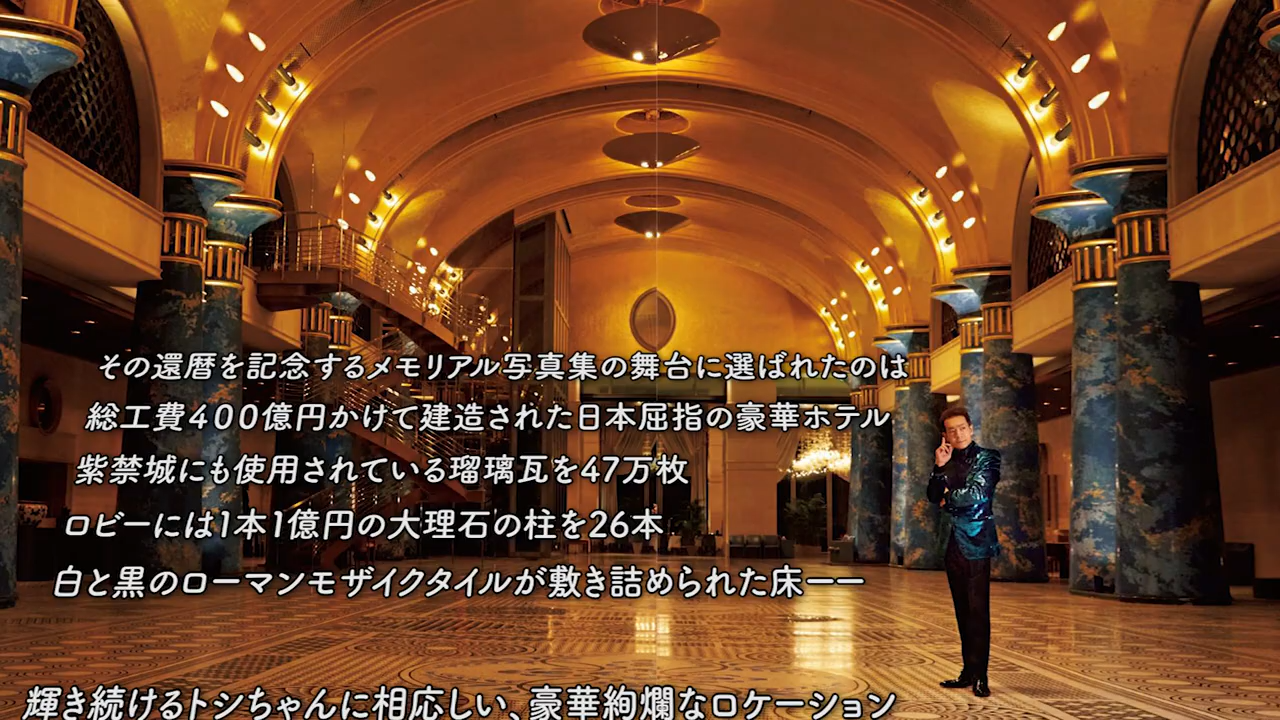 その還暦を記念するメモリアル写真集の舞台に選ばれたのは
総工費４００億円かけて建造された日本屈指の豪華ホテル
紫禁城にも使用されている瑠璃瓦を47万枚
ロビーには1本1億円の大理石の柱を26本
白と黒のローマンモザイクタイルが敷き詰められた床ーー
輝き続けるトシちゃんに相応しい、豪華絢爛なロケーション